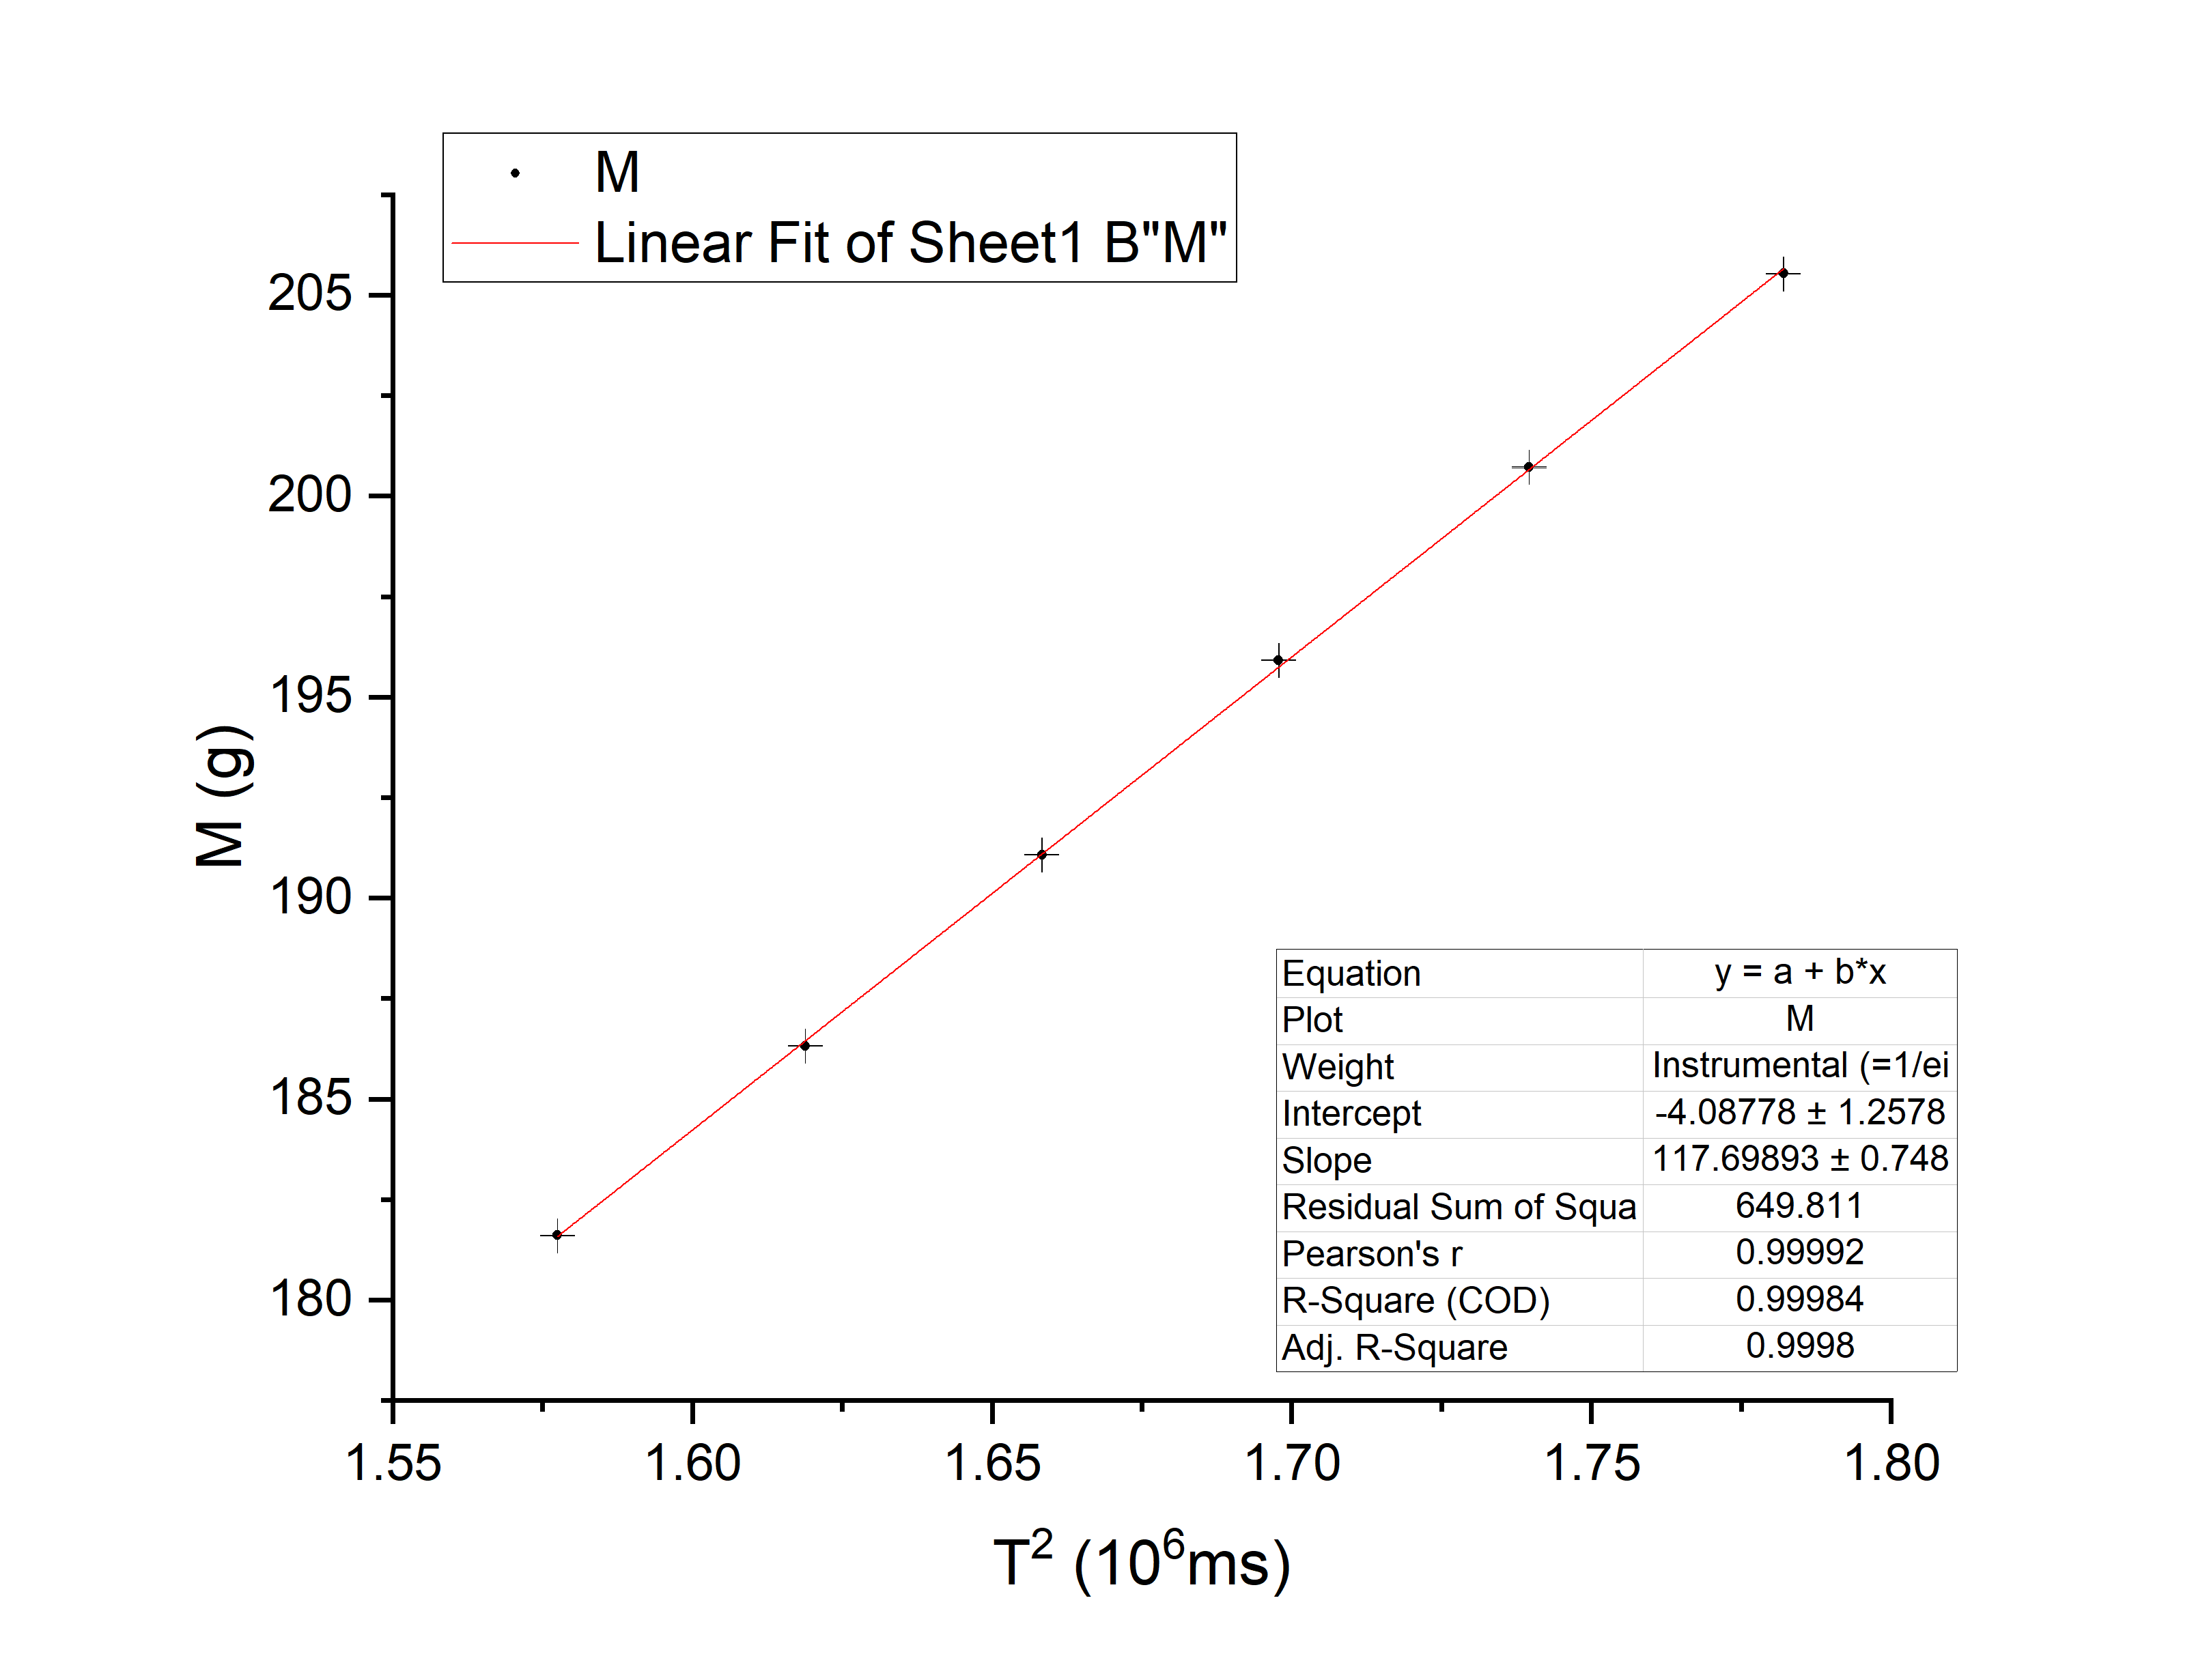 M
Linear Fit of Sheet1 B"M"
205
200
195
190
185
180
M (g)
Equation y = a + b*x
Plot M
Weight Instrumental (=1/ei
Intercept -4.08778 ± 1.2578
Slope 117.69893 ± 0.748
Residual Sum of Squa 649.811
Pearson's r 0.99992
R-Square (COD) 0.99984
Adj. R-Square 0.9998
1.55 1.60 1.65 1.70 1.75 1.80
T² (10⁶ms)